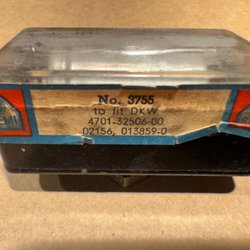 No. 3755
to fit DKW
4701-32506-00
02156, 013859-0